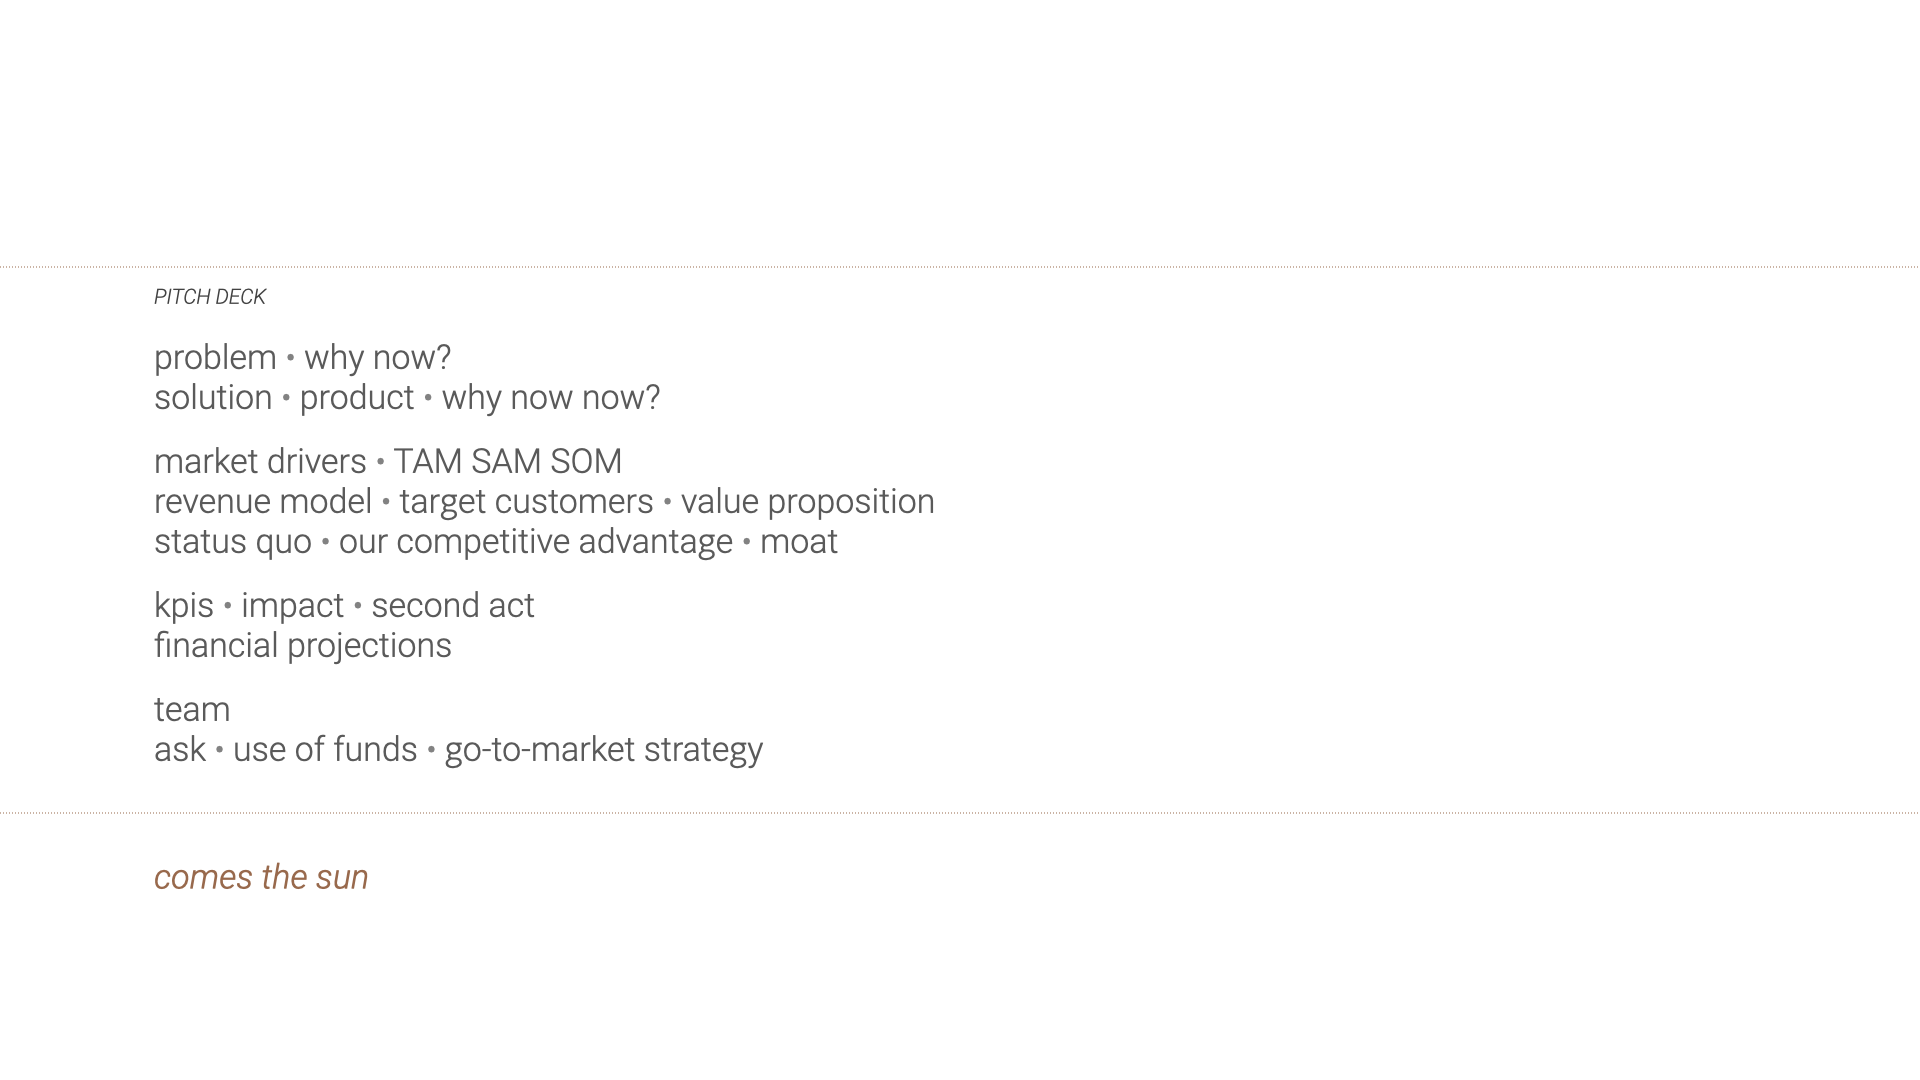 PITCH DECK
problem • why now?
solution • product • why now now?
market drivers • TAM SAM SOM
revenue model • target customers • value proposition
status quo • our competitive advantage • moat
kpis • impact • second act
financial projections
team
ask • use of funds • go-to-market strategy
comes the sun